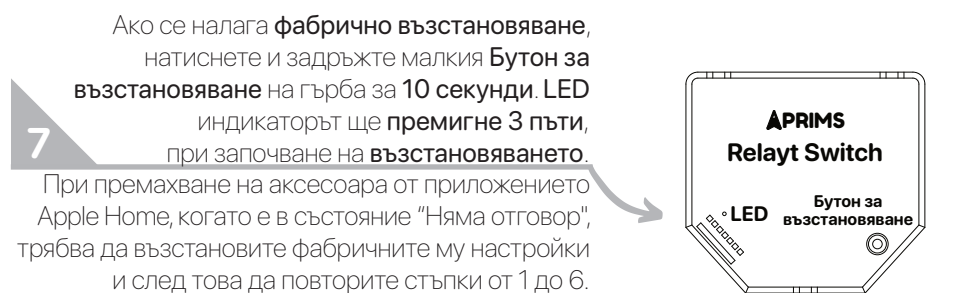 Ако се налага фабрично възстановяване,
натиснете и задръжте малкия Бутон за
възстановяване на гърба за 10 секунди. LED
индикаторът ще премигне 3 пъти,
при започване на възстановяването.
7
При премахване на аксесоара от приложението
Apple Home, когато е в състояние "Няма отговор",
трябва да възстановите фабричните му настройки
и след това да повторите стъпки от 1 до 6.
APRIMS
Relayt Switch
LED
Бутон за
възстановяване